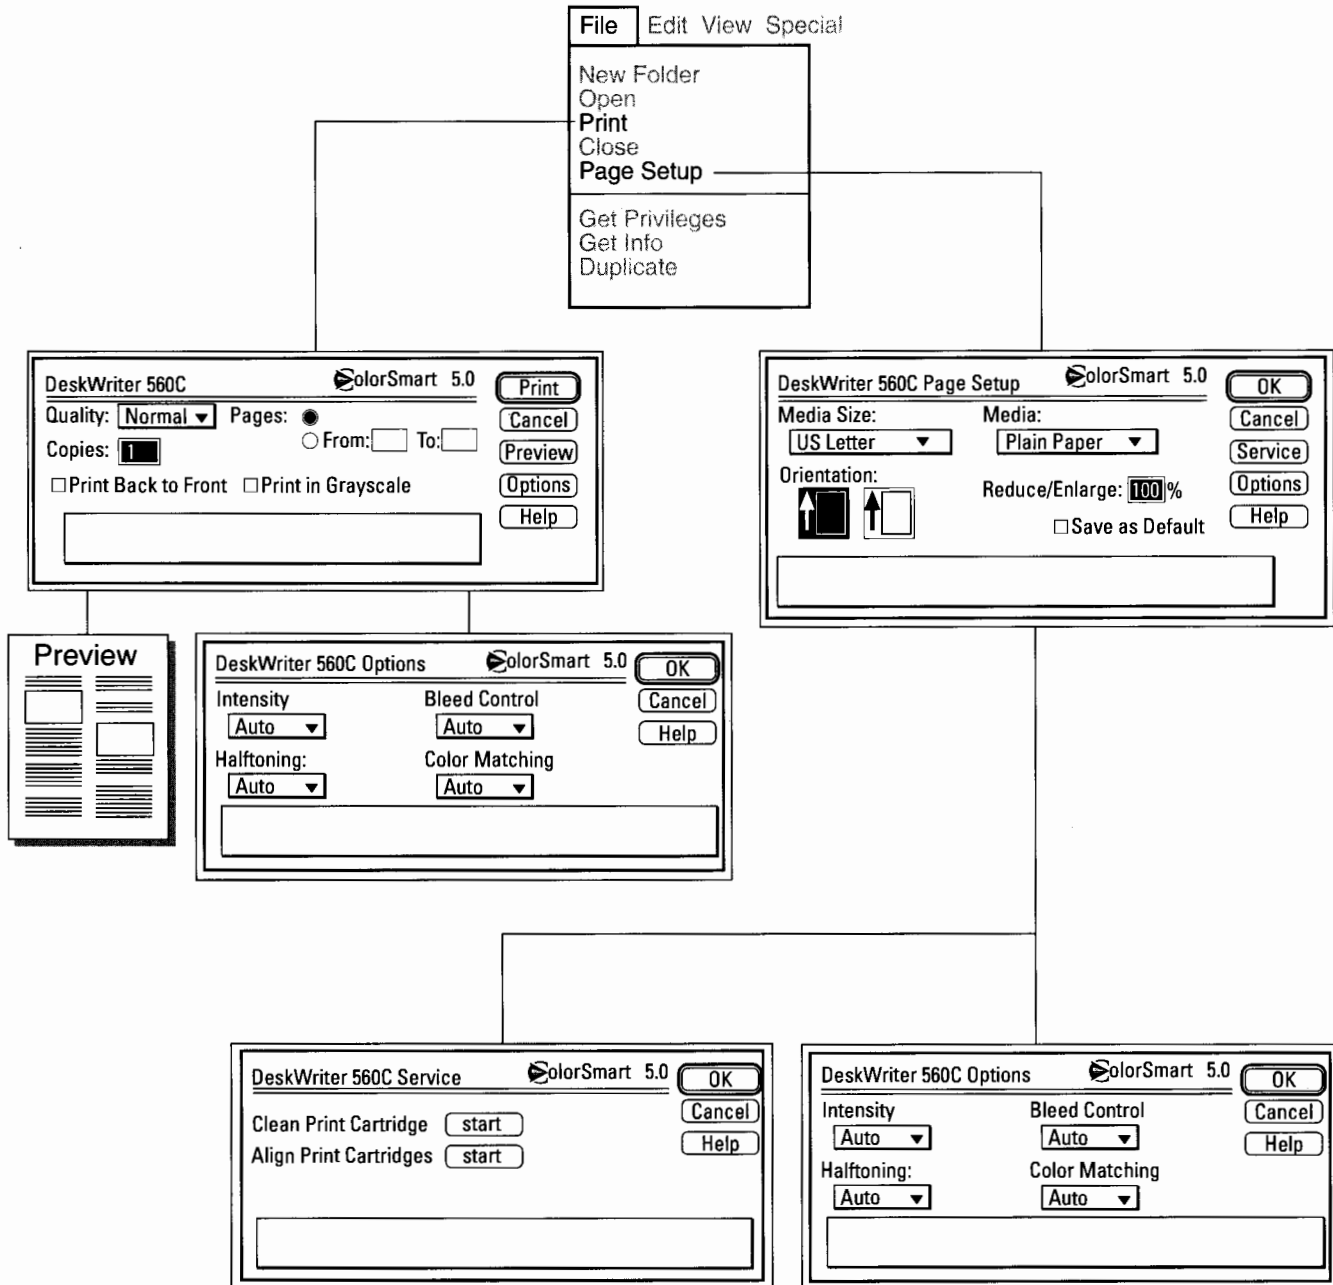 File Edit View Special
New Folder
Open
Print
Close
Page Setup
Get Privileges
Get Info
Duplicate
DeskWriter 560C ColorSmart 5.0
Print
Quality: Normal Pages:
Cancel
From: To:
Copies: 1
Preview
Print Back to Front Print in Grayscale
Options
Help
DeskWriter 560C Page Setup ColorSmart 5.0
OK
Media Size: Media:
Cancel
US Letter Plain Paper
Service
Orientation:
Reduce/Enlarge: 100 %
Options
Save as Default
Help
Preview
DeskWriter 560C Options ColorSmart 5.0
OK
Intensity Bleed Control
Cancel
Auto Auto
Help
Halftoning: Color Matching
Auto Auto
DeskWriter 560C Service ColorSmart 5.0
OK
Cancel
Clean Print Cartridge start
Help
Align Print Cartridges start
DeskWriter 560C Options ColorSmart 5.0
OK
Intensity Bleed Control
Cancel
Auto Auto
Help
Halftoning: Color Matching
Auto Auto